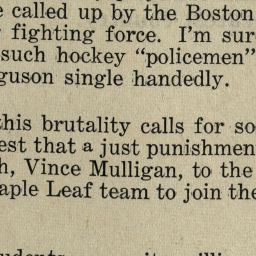 called up by the Boston
fighting force. I'm sur
such hockey "policemen"
guson single handedly.
this brutality calls for so
est that a just punishmen
h, Vince Mulligan, to the
aple Leaf team to join the